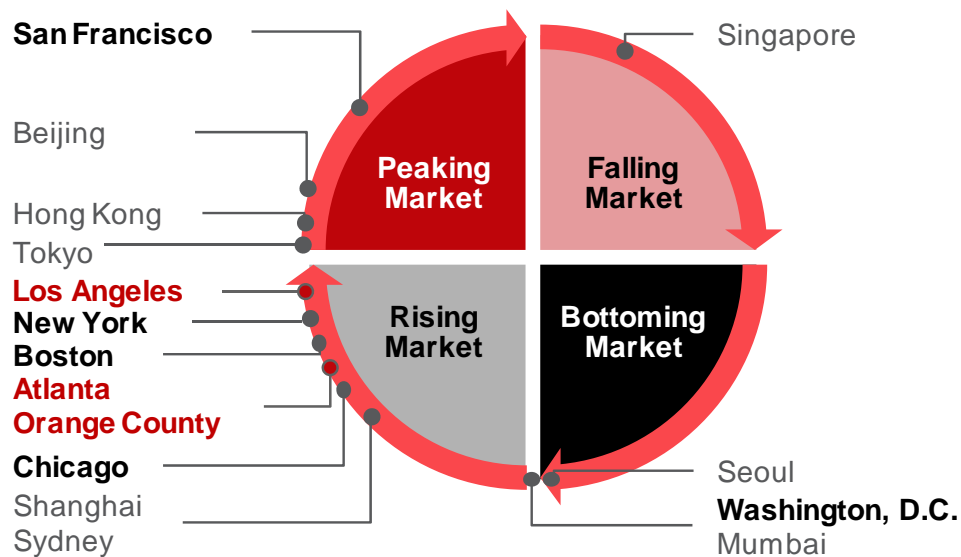 San Francisco
Singapore
Beijing
Peaking
Market
Falling
Market
Hong Kong
Tokyo
Los Angeles
New York
Boston
Atlanta
Orange County
Chicago
Shanghai
Sydney
Rising
Market
Bottoming
Market
Seoul
Washington, D.C.
Mumbai